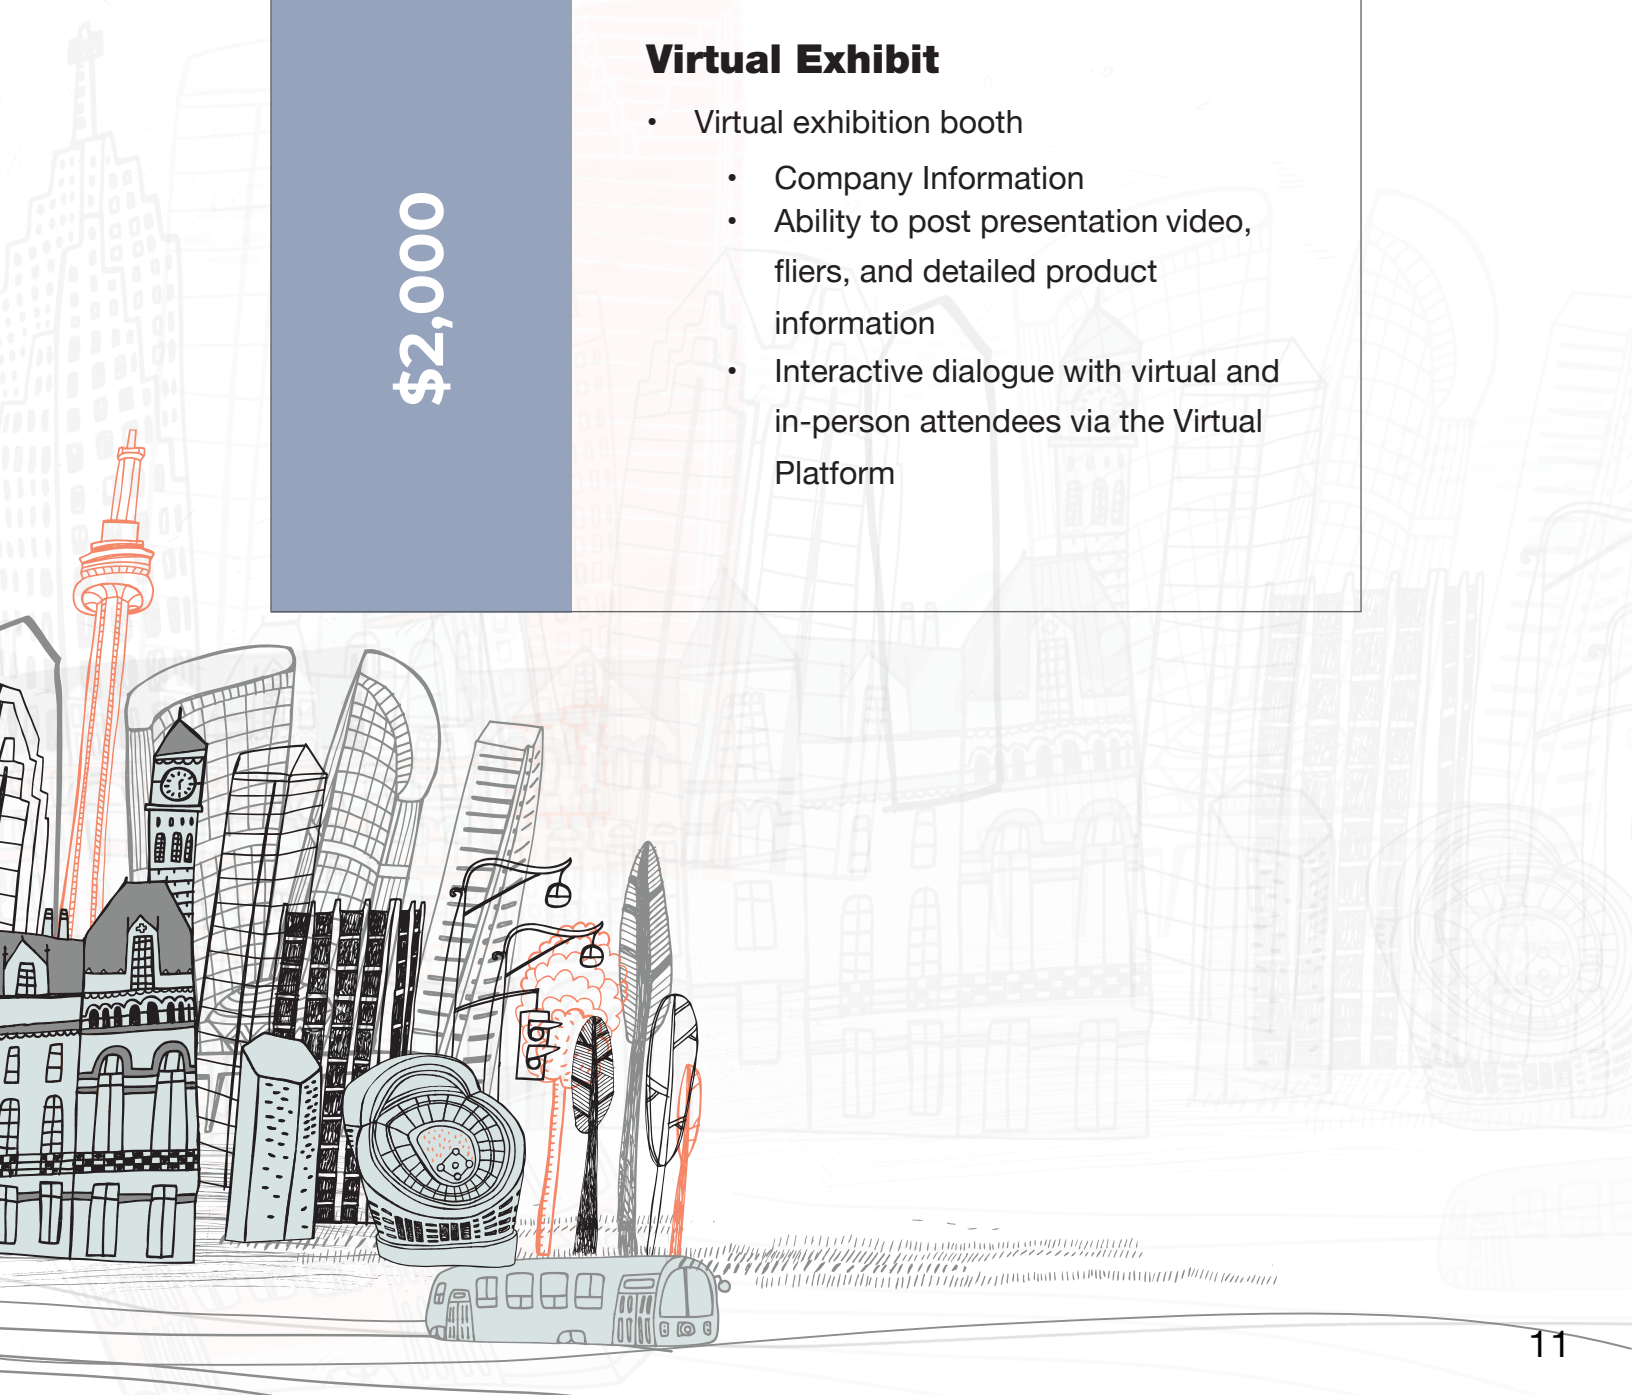 $2,000
Virtual Exhibit
• Virtual exhibition booth
• Company Information
• Ability to post presentation video,
fliers, and detailed product
information
• Interactive dialogue with virtual and
in-person attendees via the Virtual
Platform
11